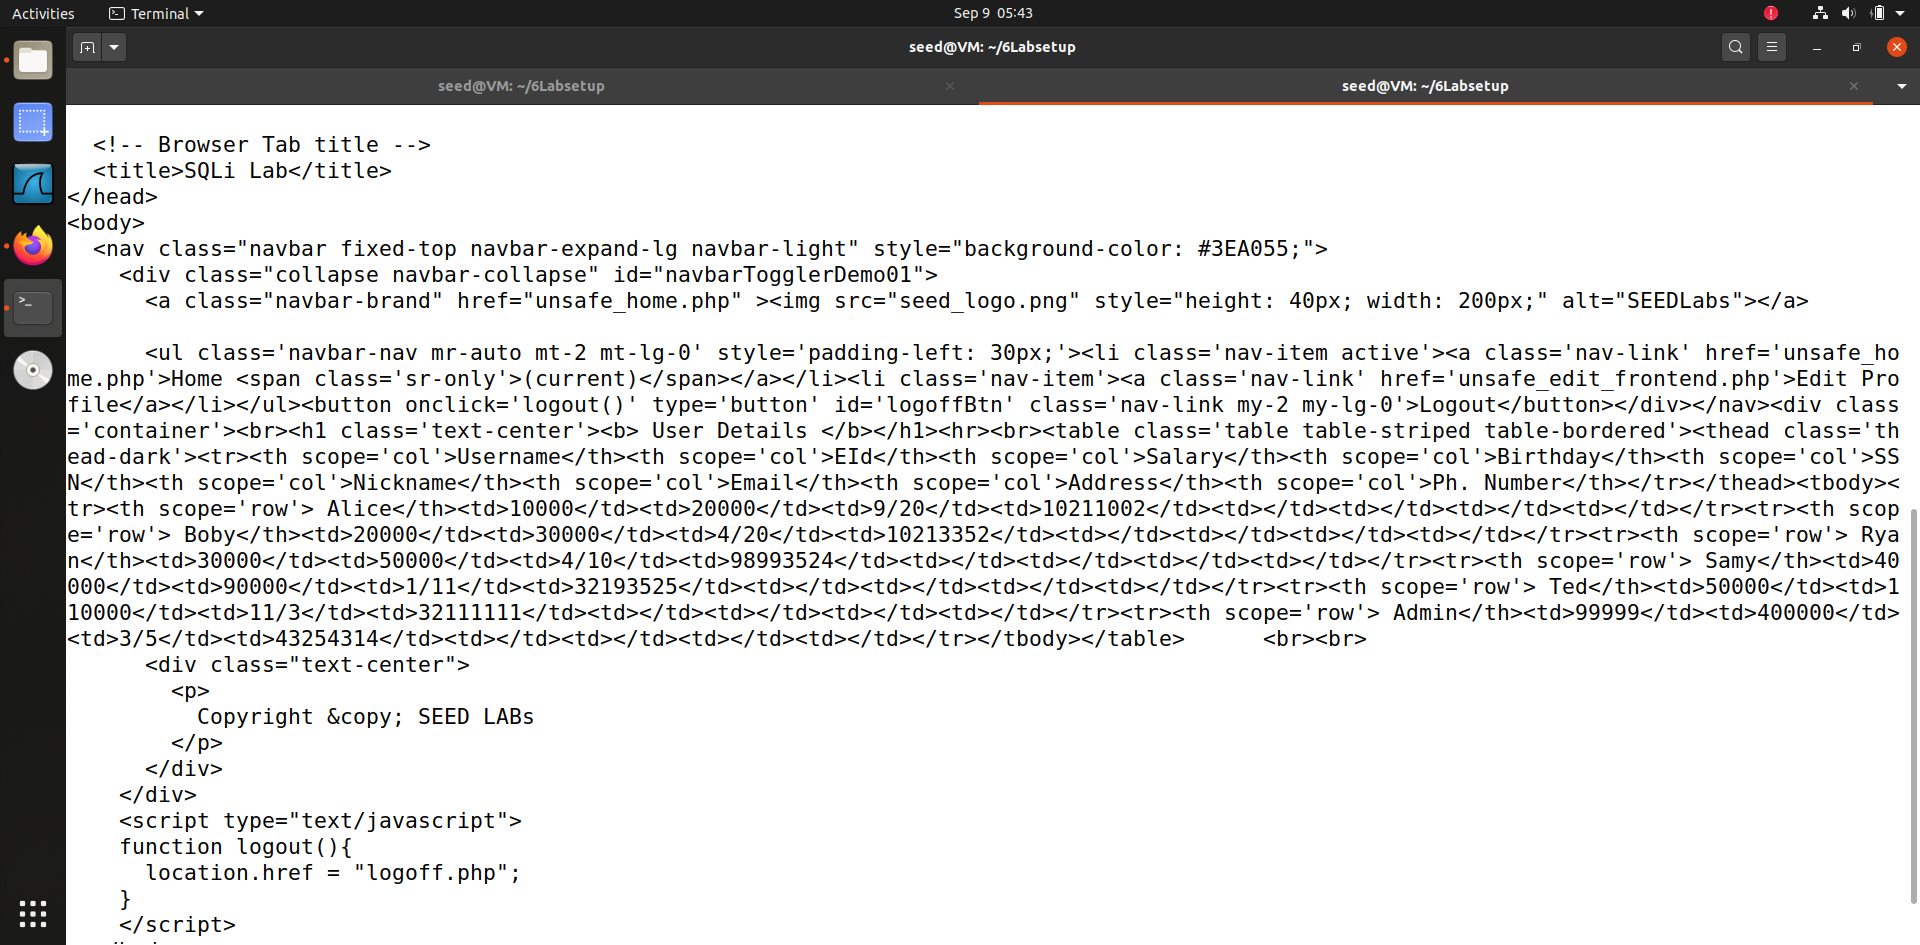 Activities
Terminal
Sep 9 05:43
seed@VM: ~/6Labsetup
seed@VM: ~/6Labsetup
seed@VM: ~/6Labsetup
<!-- Browser Tab title -->
<title>SQLi Lab</title>
</head>
<body>
<nav class="navbar fixed-top navbar-expand-lg navbar-light" style="background-color: #3EA055;">
<div class="collapse navbar-collapse" id="navbarTogglerDemo01">
<a class="navbar-brand" href="unsafe_home.php" ><img src="seed_logo.png" style="height: 40px; width: 200px;" alt="SEEDLabs"></a>
<ul class='navbar-nav mr-auto mt-2 mt-lg-0' style='padding-left: 30px;'><li class='nav-item active'><a class='nav-link' href='unsafe_ho
me.php'>Home <span class='sr-only'>(current)</span></a></li><li class='nav-item'><a class='nav-link' href='unsafe_edit_frontend.php'>Edit Pro
file</a></li></ul><button onclick='logout()' type='button' id='logoffBtn' class='nav-link my-2 my-lg-0'>Logout</button></div></nav><div class
='container'><br><h1 class='text-center'><b> User Details </b></h1><hr><br><table class='table table-striped table-bordered'><thead class='th
ead-dark'><tr><th scope='col'>Username</th><th scope='col'>EId</th><th scope='col'>Salary</th><th scope='col'>Birthday</th><th scope='col'>SS
N</th><th scope='col'>Nickname</th><th scope='col'>Email</th><th scope='col'>Address</th><th scope='col'>Ph. Number</th></tr></thead><tbody><
tr><th scope='row'> Alice</th><td>10000</td><td>20000</td><td>9/20</td><td>10211002</td><td></td><td></td><td></td><td></td></tr><tr><th scop
e='row'> Boby</th><td>20000</td><td>30000</td><td>4/20</td><td>10213352</td><td></td><td></td><td></td><td></td></tr><tr><th scope='row'> Rya
n</th><td>30000</td><td>50000</td><td>4/10</td><td>98993524</td><td></td><td></td><td></td><td></td></tr><tr><th scope='row'> Samy</th><td>40
000</td><td>90000</td><td>1/11</td><td>32193525</td><td></td><td></td><td></td><td></td></tr><tr><th scope='row'> Ted</th><td>50000</td><td>1
10000</td><td>11/3</td><td>32111111</td><td></td><td></td><td></td><td></td></tr><tr><th scope='row'> Admin</th><td>99999</td><td>400000</td>
<td>3/5</td><td>43254314</td><td></td><td></td><td></td><td></td></tr></tbody></table>      <br><br>
<div class="text-center">
<p>
Copyright &copy; SEED LABs
</p>
</div>
</div>
<script type="text/javascript">
function logout(){
location.href = "logoff.php";
}
</script>